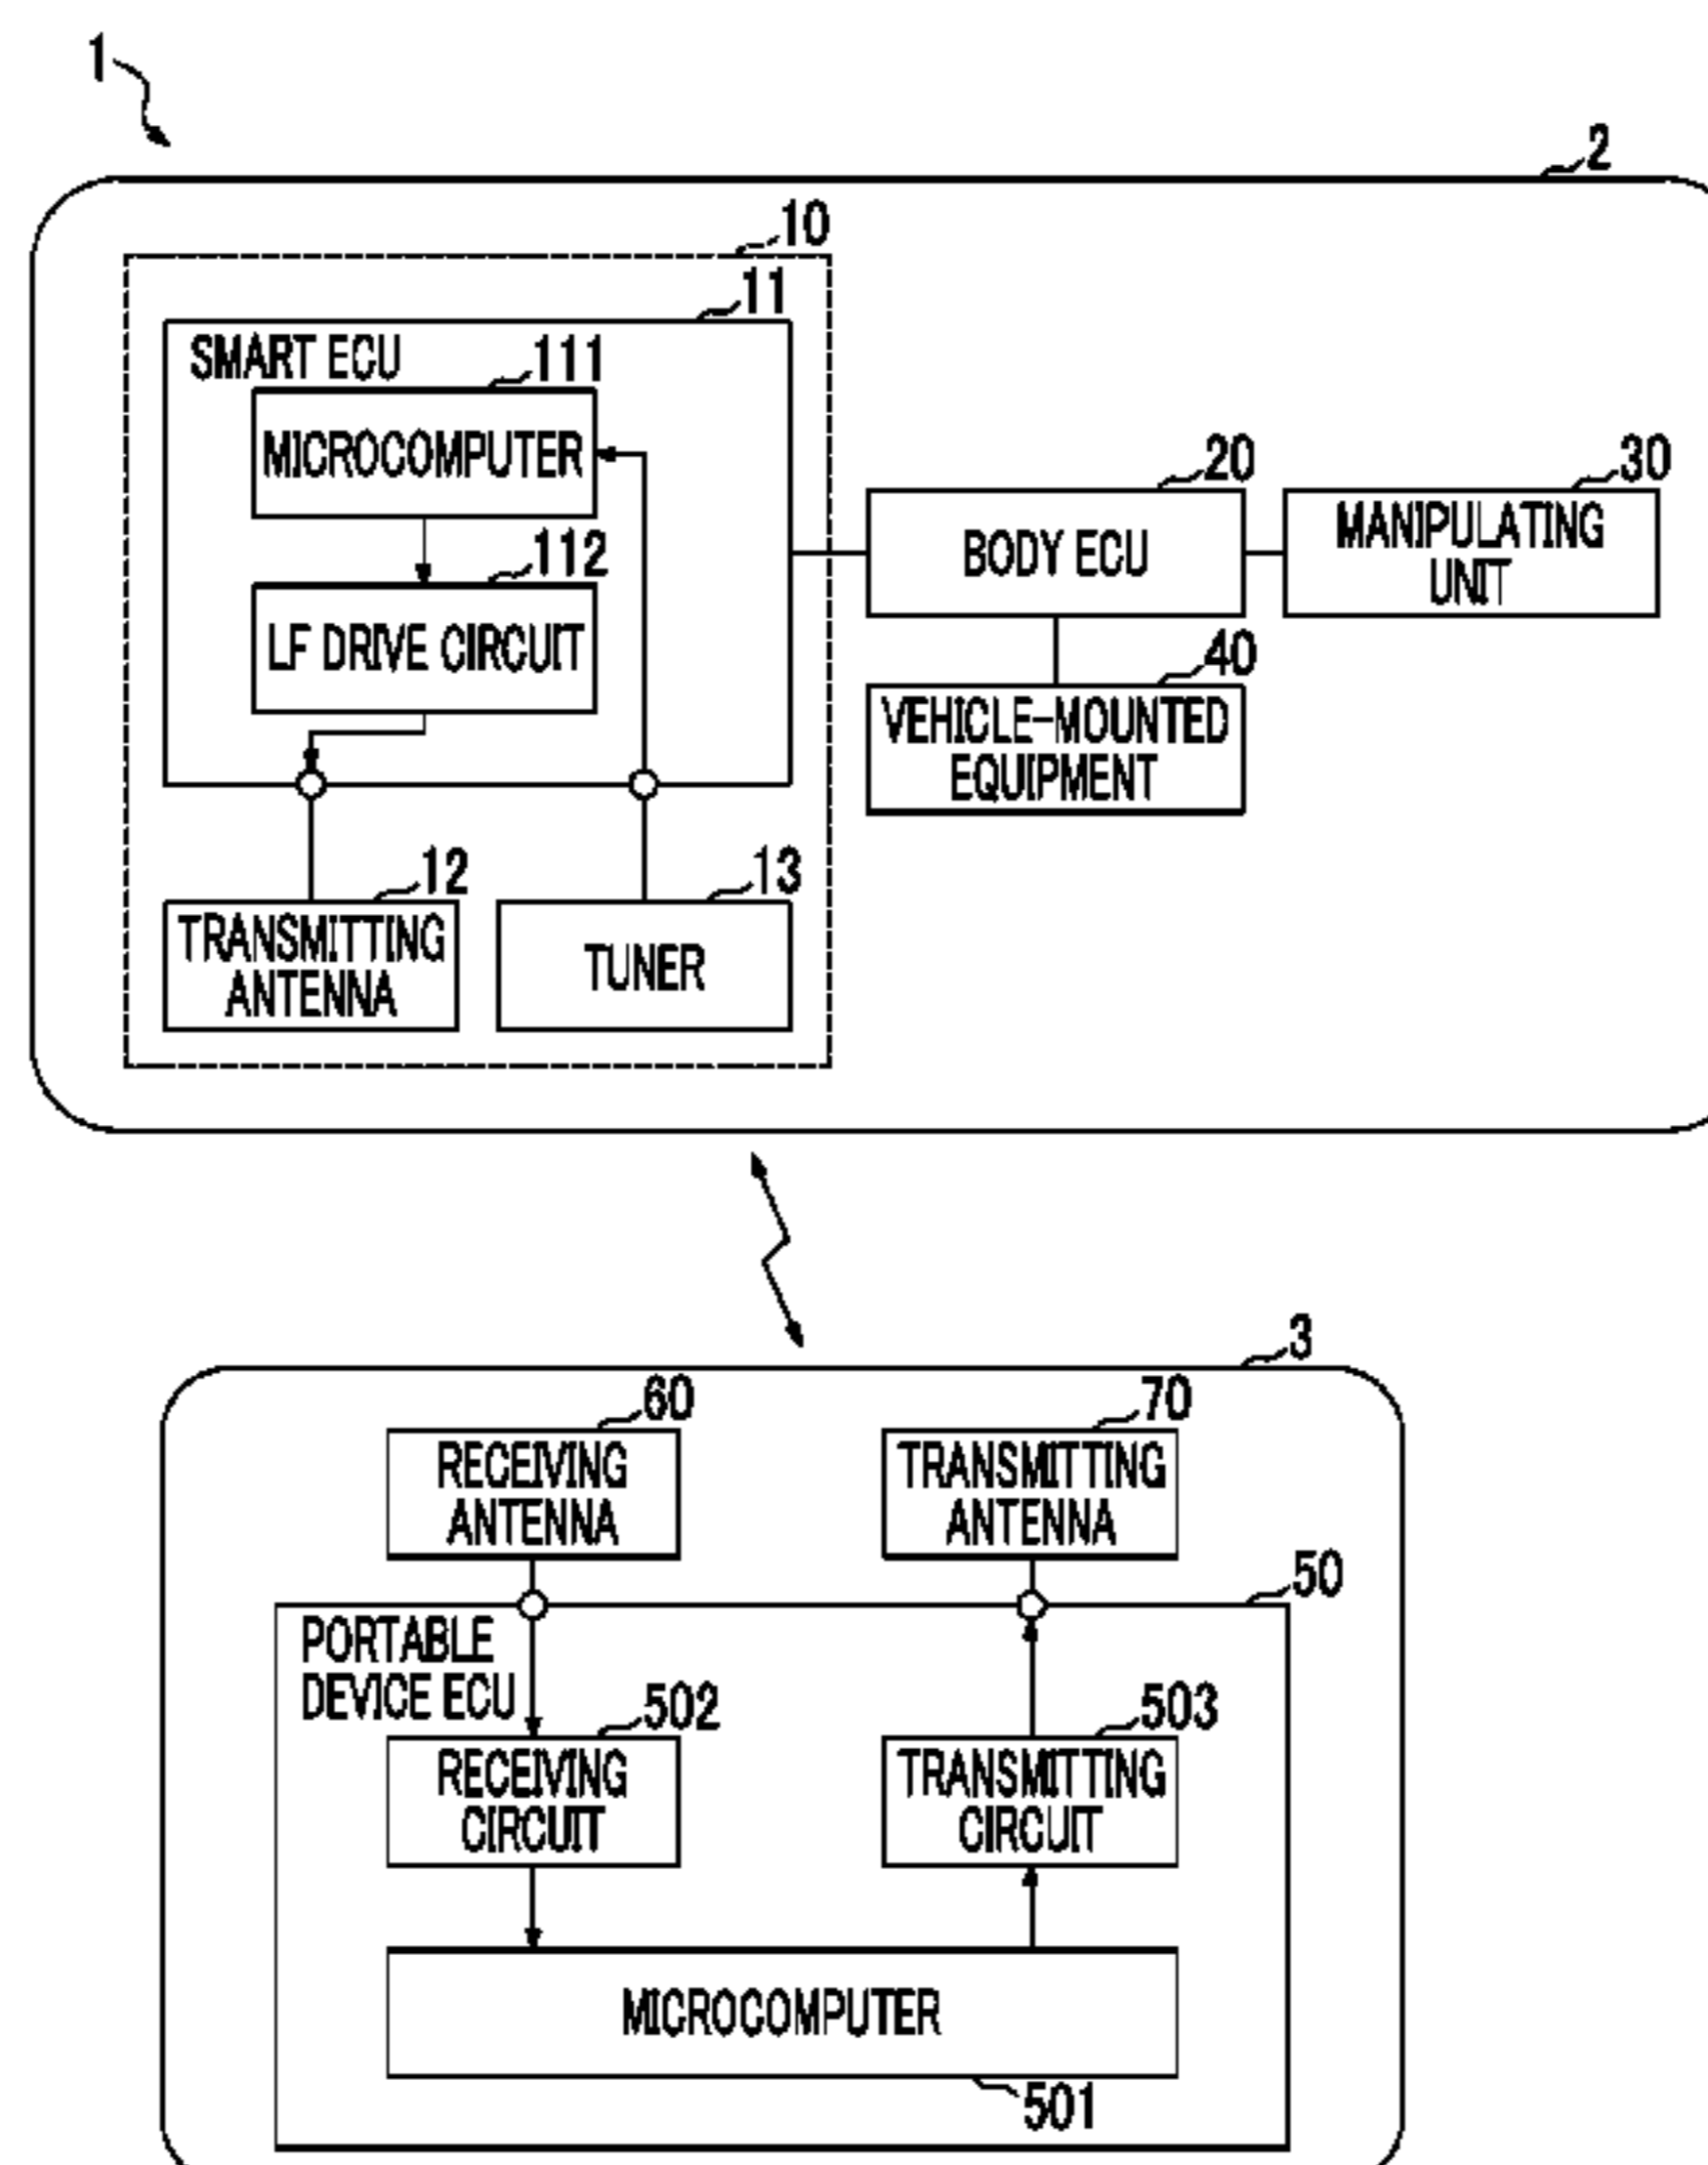 1
2
10
11
SMART ECU
111
MICROCOMPUTER
20
30
BODY ECU
MANIPULATING
UNIT
112
LF DRIVE CIRCUIT
40
VEHICLE-MOUNTED
EQUIPMENT
12
13
TRANSMITTING
ANTENNA
TUNER
3
60
70
RECEIVING
ANTENNA
TRANSMITTING
ANTENNA
50
PORTABLE
DEVICE ECU
502
503
RECEIVING
CIRCUIT
TRANSMITTING
CIRCUIT
MICROCOMPUTER
501